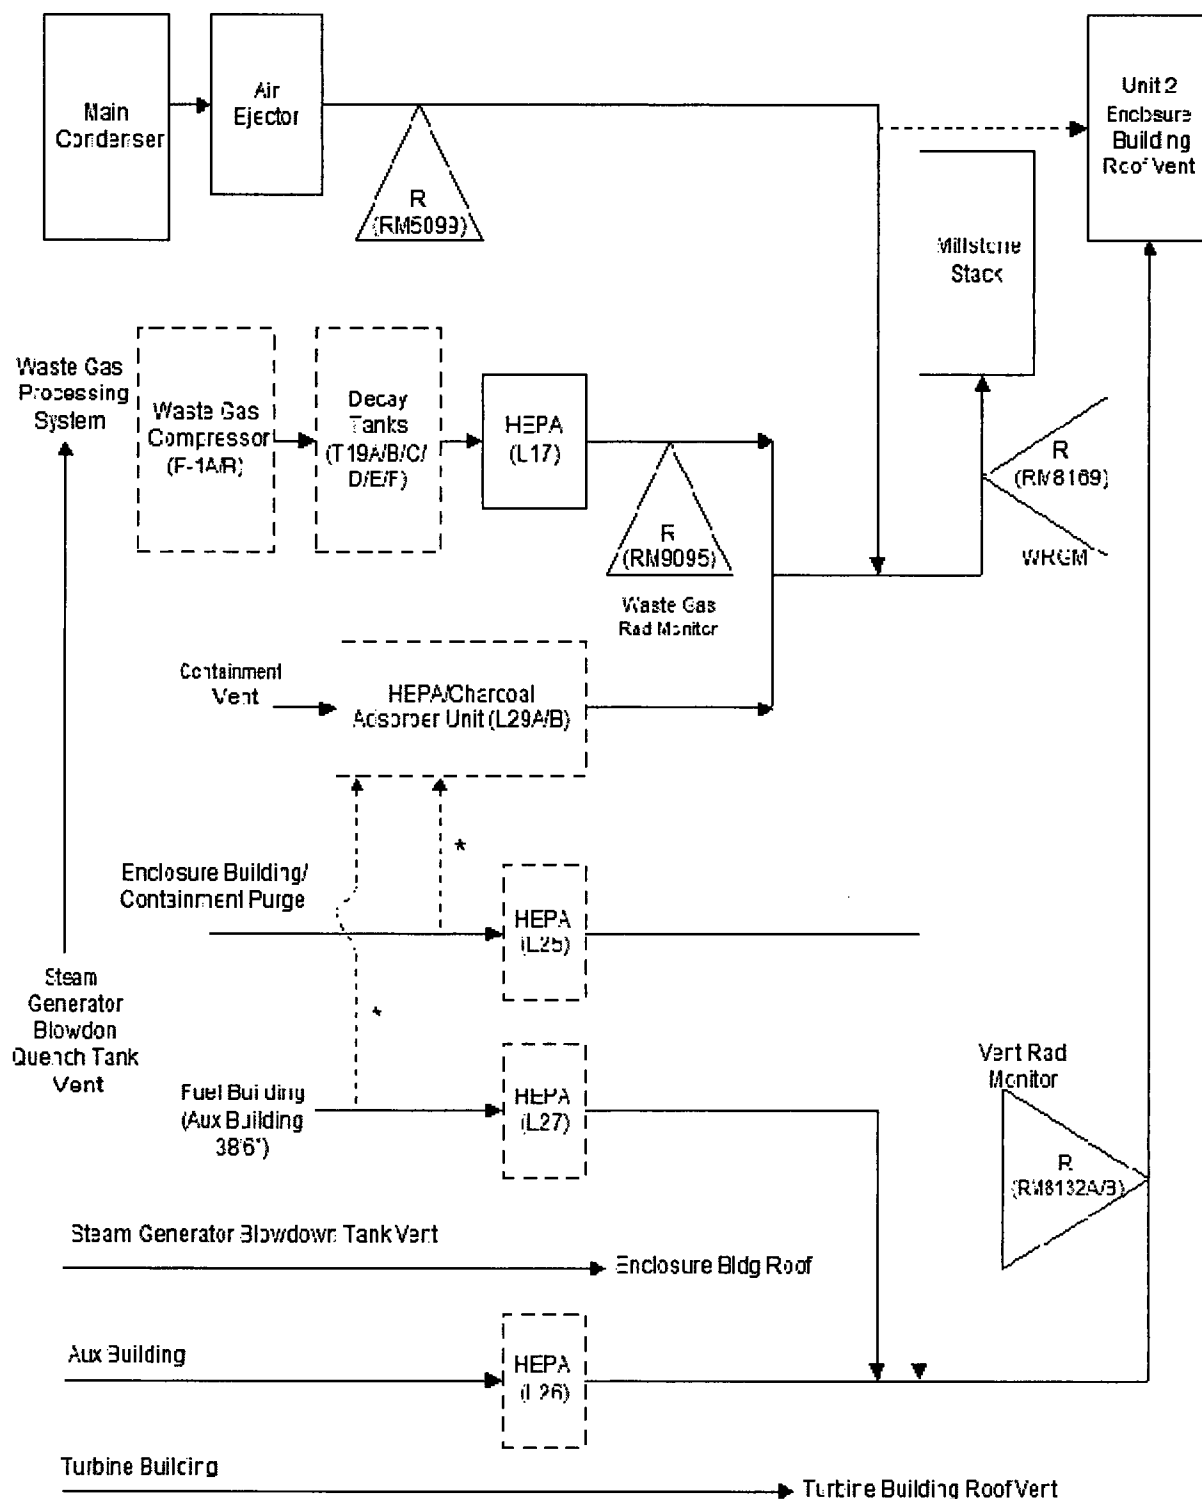 Main
Condenser
Air
Ejector
R
(RM5099)
Unit 2
Enclosure
Building
Roof Vent
Millstone
Stack
Waste Gas
Processing
System
Waste Gas
Compressor
Decay
Tanks
(T19A/B/C/
D/E/F)
HEPA
(L17)
R
(RM9095)
Waste Gas
Rad Monitor
R
(RM8169)
WRGM
Containment
Vent
HEPA/Charcoal
Adsorber Unit (L29A/B)
*
Enclosure Building/
Containment Purge
HEPA
(L25)
Steam
Generator
Blowdon
Quench Tank
Vent
*
Fuel Building
(Aux Building
38'6")
HEPA
(L27)
Vent Rad
Monitor
R
(RM8132A/B)
Steam Generator Blowdown Tank Vent
Enclosure Bldg Roof
Aux Building
HEPA
(L26)
Turbine Building
Turbine Building Roof Vent